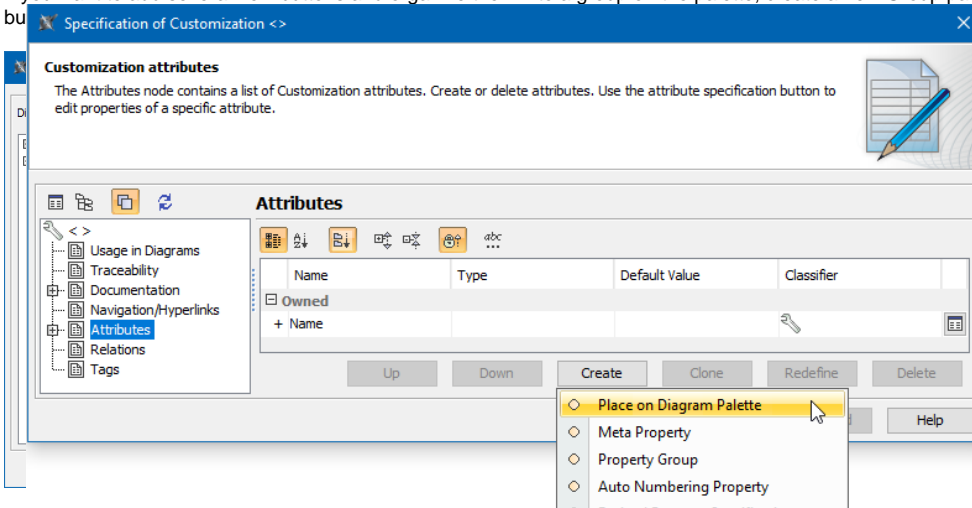 Specification of Customization <>
Customization attributes
The Attributes node contains a list of Customization attributes. Create or delete attributes. Use the attribute specification button to
edit properties of a specific attribute.
Attributes
< >
Usage in Diagrams
Traceability
Documentation
Navigation/Hyperlinks
Attributes
Relations
Tags
Name Type Default Value Classifier
Owned
+ Name
Up Down Create Clone Redefine Delete
Help
Place on Diagram Palette
Meta Property
Property Group
Auto Numbering Property